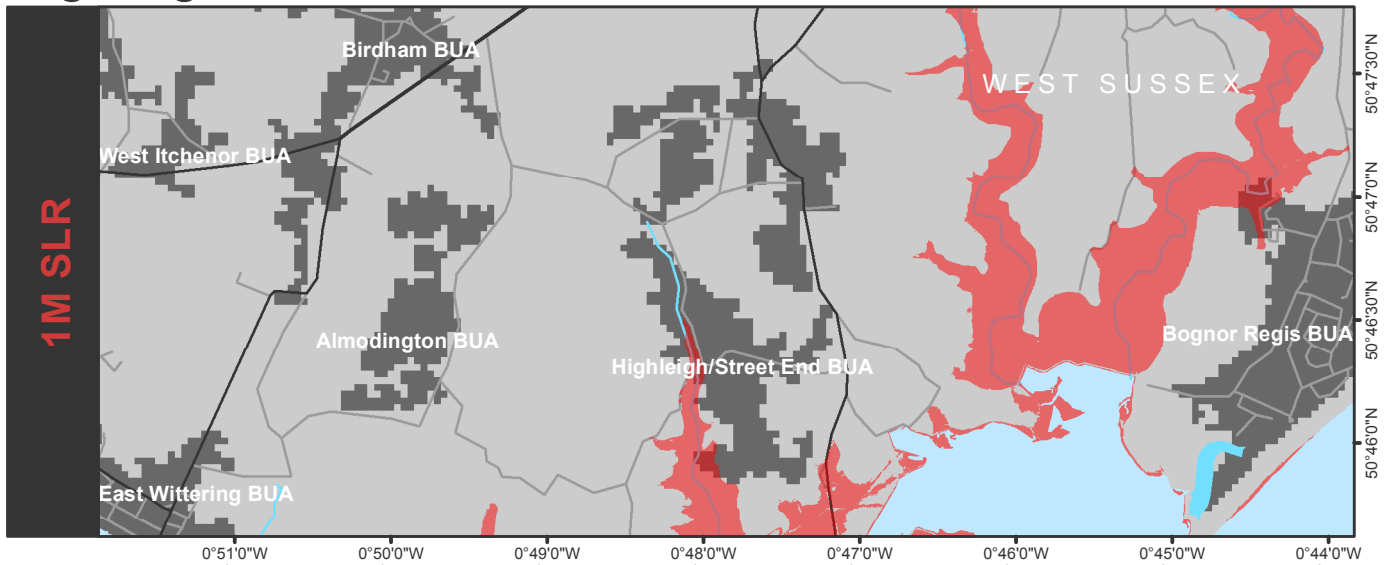 Birdham BUA
WEST SUSSEX
West Itchenor BUA
1M SLR
Almodington BUA
Highleigh/Street End BUA
Bognor Regis BUA
East Wittering BUA
50°47'30"N
50°47'0"N
50°46'30"N
50°46'0"N
0°51'0"W
0°50'0"W
0°49'0"W
0°48'0"W
0°47'0"W
0°46'0"W
0°45'0"W
0°44'0"W